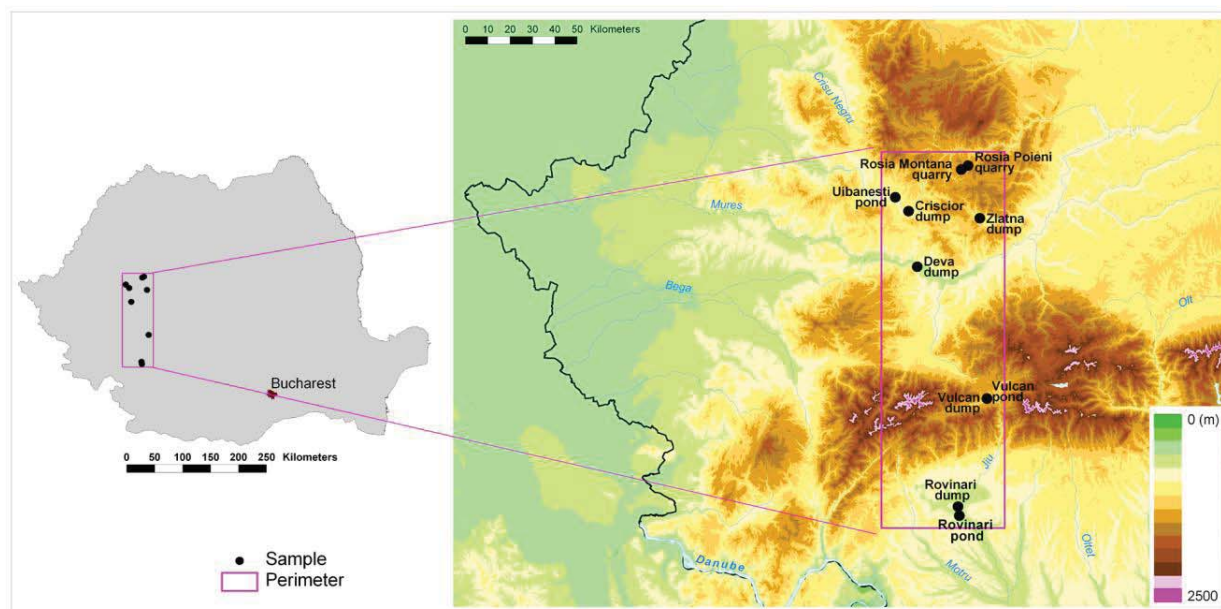 Bucharest
0 50 100 150 200 250
Kilometers
Sample
Perimeter
0 10 20 30 40 50 Kilometers
Crisu Negru
Rosia Montana
quarry
Rosia Poieni
quarry
Uibanesti
pond
Criscior
dump
Zlatna
dump
Mures
Deva
dump
Bega
Olt
Vulcan
dump
Vulcan
pond
Jiu
Rovinari
dump
Rovinari
pond
Motru
Oltet
Danube
0 (m)
2500